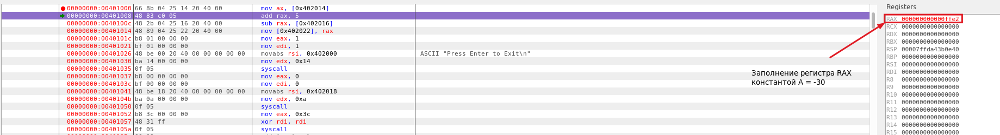 Registers
00000000:00401000 66 8b 04 25 14 20 40 00 mov ax, [0x402014]
RAX 000000000000ffe2
00000000:00401008 48 83 c0 05 add rax, 5
RCX 0000000000000000
00000000:0040100c 48 2b 04 25 16 20 40 00 sub rax, [0x402016]
RDX 0000000000000000
00000000:00401014 48 89 04 25 22 20 40 00 mov [0x402022], rax
RBX 0000000000000000
00000000:0040101c b8 01 00 00 00 mov eax, 1
RSP 00007ffda43b0e40
00000000:00401021 bf 01 00 00 00 mov edi, 1
RBP 0000000000000000
00000000:00401026 48 be 00 20 40 00 00 00 00 00 movabs rsi, 0x402000 ASCII "Press Enter to Exit\n"
RSI 0000000000000000
00000000:00401030 ba 14 00 00 00 mov edx, 0x14
RDI 0000000000000000
00000000:00401035 0f 05 syscall
Заполнение регистра RAX
R8 0000000000000000
00000000:00401037 b8 00 00 00 00 mov eax, 0
константой A = -30
R9 0000000000000000
00000000:0040103c bf 00 00 00 00 mov edi, 0
R10 0000000000000000
00000000:00401041 48 be 18 20 40 00 00 00 00 00 movabs rsi, 0x402018
R11 0000000000000000
00000000:0040104b ba 0a 00 00 00 mov edx, 0xa
R12 0000000000000000
00000000:00401050 0f 05 syscall
R13 0000000000000000
00000000:00401052 b8 3c 00 00 00 mov eax, 0x3c
R14 0000000000000000
00000000:00401057 48 31 ff xor rdi, rdi
R15 0000000000000000
00000000:0040105a 0f 05 syscall